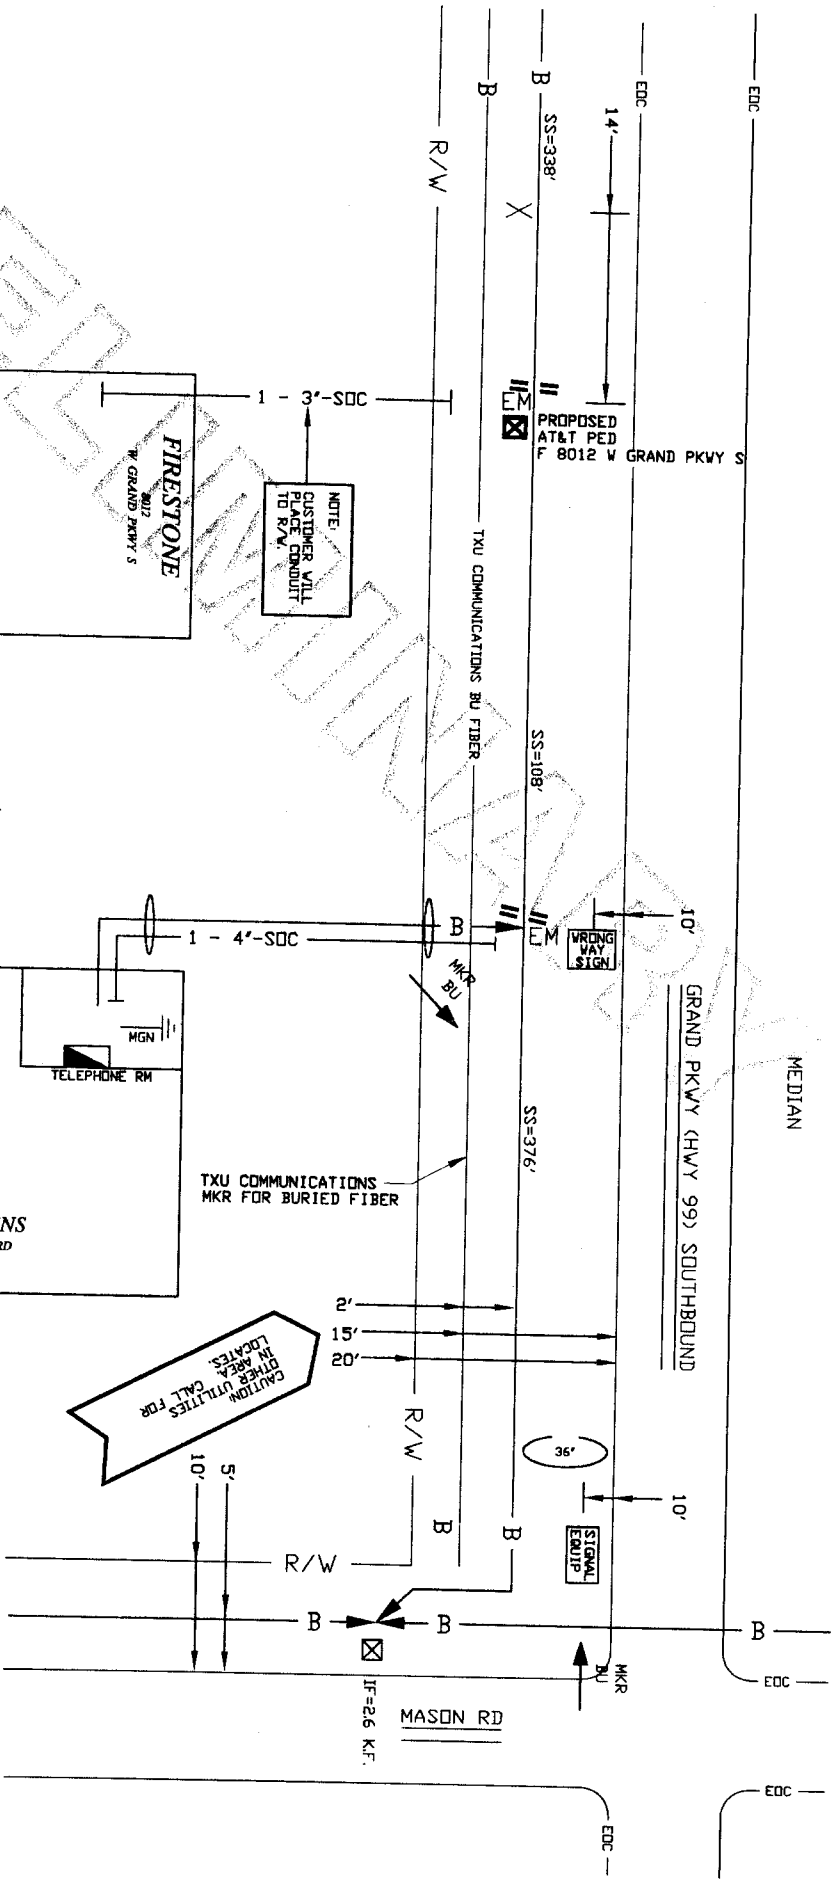 B
B
EOC
EOC
14'
SS=338'
R/W
X
1 - 3"-SOC
EM
PROPOSED
AT&T PED
F 8012 W GRAND PKWY S
FIRESTONE
8012
W GRAND PKWY S
NOTE:
CUSTOMER WILL
PLACE CONDUIT
TO R/W.
TXU COMMUNICATIONS BU FIBER
SS=108'
PRELIMINARY
1 - 4"-SOC
B
EM
WRONG
WAY
SIGN
10'
MKR
BU
MGN
TELEPHONE RM
GRAND PKWY (HWY 99) SOUTHBOUND
MEDIAN
SS=376'
TXU COMMUNICATIONS
MKR FOR BURIED FIBER
NS
RD
2'
15'
20'
CAUTION:
OTHER UTILITIES
IN AREA. CALL FOR
LOCATES.
R/W
36"
10'
SIGNAL
EQUIP
10'
5'
B
B
R/W
B
B
B
MKR
BU
EOC
IF=2.6 K.F.
MASON RD
EOC
EOC